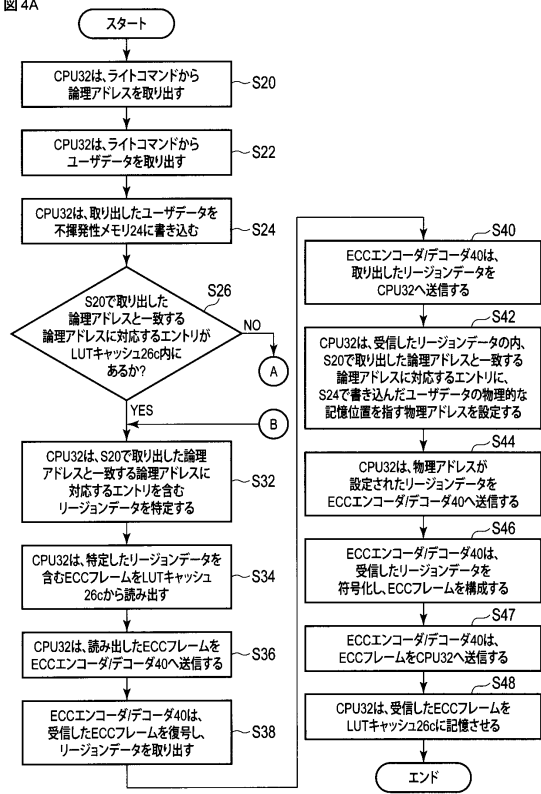 図4A
スタート
CPU32は、ライトコマンドから
論理アドレスを取り出す
S20
CPU32は、ライトコマンドから
ユーザデータを取り出す
S22
CPU32は、取り出したユーザデータを
不揮発性メモリ24に書き込む
S24
S26
S20で取り出した
論理アドレスと一致する
論理アドレスに対応するエントリが
LUTキャッシュ26c内に
あるか?
NO
A
YES
B
CPU32は、S20で取り出した論理
アドレスと一致する論理アドレスに
対応するエントリを含む
リージョンデータを特定する
S32
CPU32は、特定したリージョンデータを
含むECCフレームをLUTキャッシュ
26cから読み出す
S34
CPU32は、読み出したECCフレームを
ECCエンコーダ/デコーダ40へ送信する
S36
ECCエンコーダ/デコーダ40は、
受信したECCフレームを復号し、
リージョンデータを取り出す
S38
S40
ECCエンコーダ/デコーダ40は、
取り出したリージョンデータを
CPU32へ送信する
S42
CPU32は、受信したリージョンデータの内、
S20で取り出した論理アドレスと一致する
論理アドレスに対応するエントリに、
S24で書き込んだユーザデータの物理的な
記憶位置を指す物理アドレスを設定する
S44
CPU32は、物理アドレスが
設定されたリージョンデータを
ECCエンコーダ/デコーダ40へ送信する
S46
ECCエンコーダ/デコーダ40は、
受信したリージョンデータを
符号化し、ECCフレームを構成する
S47
ECCエンコーダ/デコーダ40は、
ECCフレームをCPU32へ送信する
S48
CPU32は、受信したECCフレームを
LUTキャッシュ26cに記憶させる
エンド